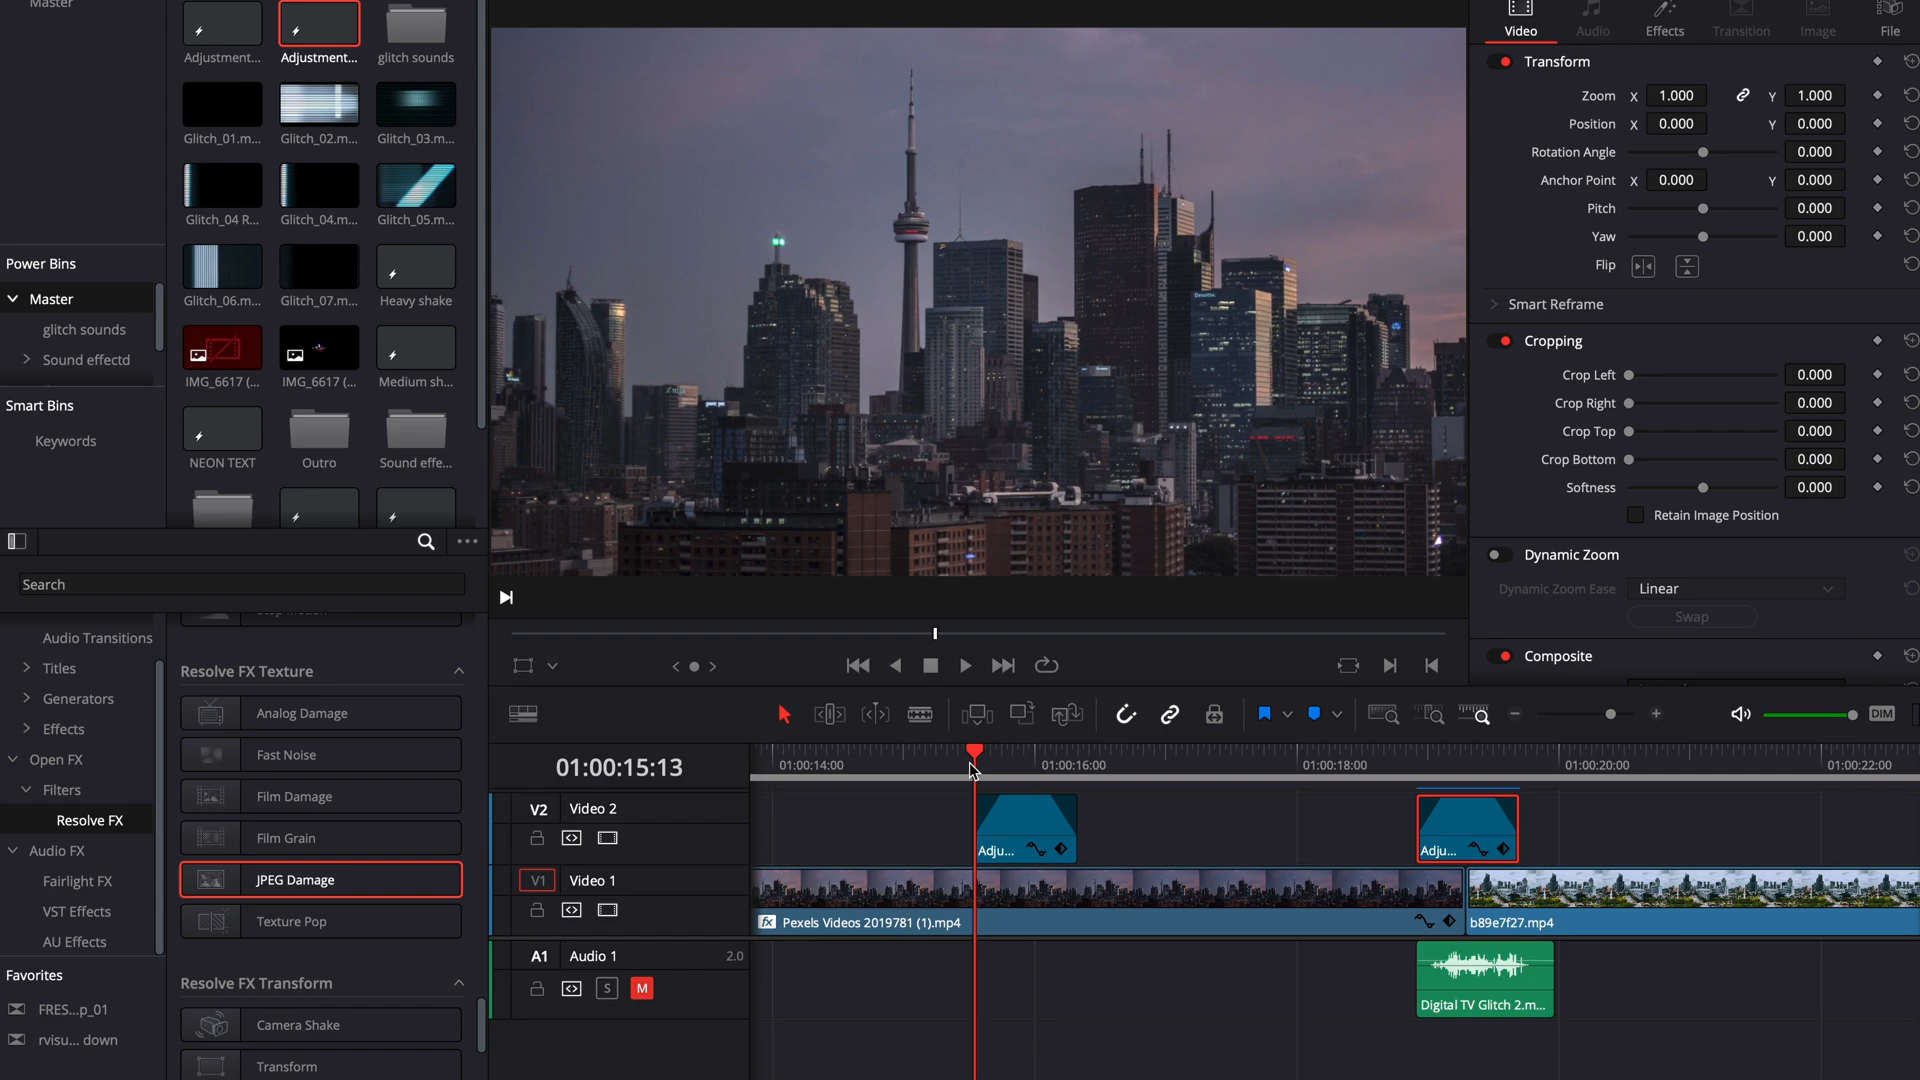 Master
Adjustment...
Adjustment...
glitch sounds
Glitch_01.m...
Glitch_02.m...
Glitch_03.m...
Glitch_04 R...
Glitch_04.m...
Glitch_05.m...
Glitch_06.m...
Glitch_07.m...
Heavy shake
IMG_6617 (...
IMG_6617 (...
Medium sh...
NEON TEXT
Outro
Sound effe...
Power Bins
Master
glitch sounds
Sound effectd
Smart Bins
Keywords
Search
Audio Transitions
Titles
Generators
Effects
Open FX
Filters
Resolve FX
Audio FX
Fairlight FX
VST Effects
AU Effects
Favorites
FRES...p_01
rvisu... down
Resolve FX Texture
Analog Damage
Fast Noise
Film Damage
Film Grain
JPEG Damage
Texture Pop
Resolve FX Transform
Camera Shake
Transform
Deloitte.
Video
Audio
Effects
Transition
Image
File
Transform
Zoom X 1.000 Y 1.000
Position X 0.000 Y 0.000
Rotation Angle 0.000
Anchor Point X 0.000 Y 0.000
Pitch 0.000
Yaw 0.000
Flip
Smart Reframe
Cropping
Crop Left 0.000
Crop Right 0.000
Crop Top 0.000
Crop Bottom 0.000
Softness 0.000
Retain Image Position
Dynamic Zoom
Dynamic Zoom Ease Linear
Swap
Composite
DIM
01:00:15:13
01:00:14:00
01:00:16:00
01:00:18:00
01:00:20:00
01:00:22:00
V2 Video 2
Adju...
Adju...
V1 Video 1
fx Pexels Videos 2019781 (1).mp4
b89e7f27.mp4
A1 Audio 1 2.0
S M
Digital TV Glitch 2.m...